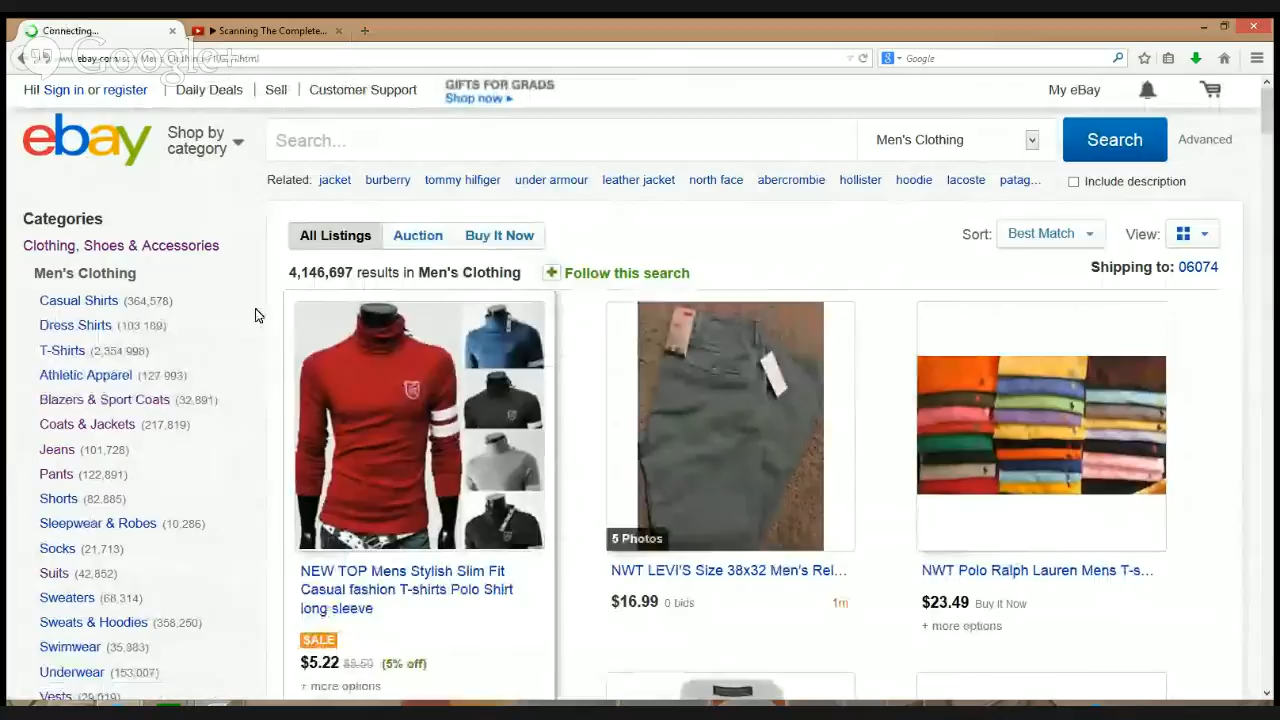 Connecting...
Scanning The Complete...
Google+
Google
Hi! Sign in or register
Daily Deals
Sell
Customer Support
GIFTS FOR GRADS
Shop now
My eBay
ebay
Shop by
category
Search...
Men's Clothing
Search
Advanced
Related:
jacket
burberry
tommy hilfiger
under armour
leather jacket
north face
abercrombie
hollister
hoodie
lacoste
patag...
Include description
Categories
Clothing, Shoes & Accessories
Men's Clothing
Casual Shirts (364,578)
Dress Shirts (103,189)
T-Shirts (2,354,998)
Athletic Apparel (127,993)
Blazers & Sport Coats (32,891)
Coats & Jackets (217,819)
Jeans (101,728)
Pants (122,891)
Shorts (82,885)
Sleepwear & Robes (10,286)
Socks (21,713)
Suits (42,852)
Sweaters (68,314)
Sweats & Hoodies (358,250)
Swimwear (35,983)
Underwear (153,007)
Vests (29,019)
All Listings
Auction
Buy It Now
Sort:
Best Match
View:
4,146,697 results in Men's Clothing
Follow this search
Shipping to: 06074
5 Photos
NEW TOP Mens Stylish Slim Fit
Casual fashion T-shirts Polo Shirt
long sleeve
SALE
$5.22 (5% off)
+ more options
NWT LEVI'S Size 38x32 Men's Rel...
$16.99 0 bids
1m
NWT Polo Ralph Lauren Mens T-s...
$23.49 Buy It Now
+ more options